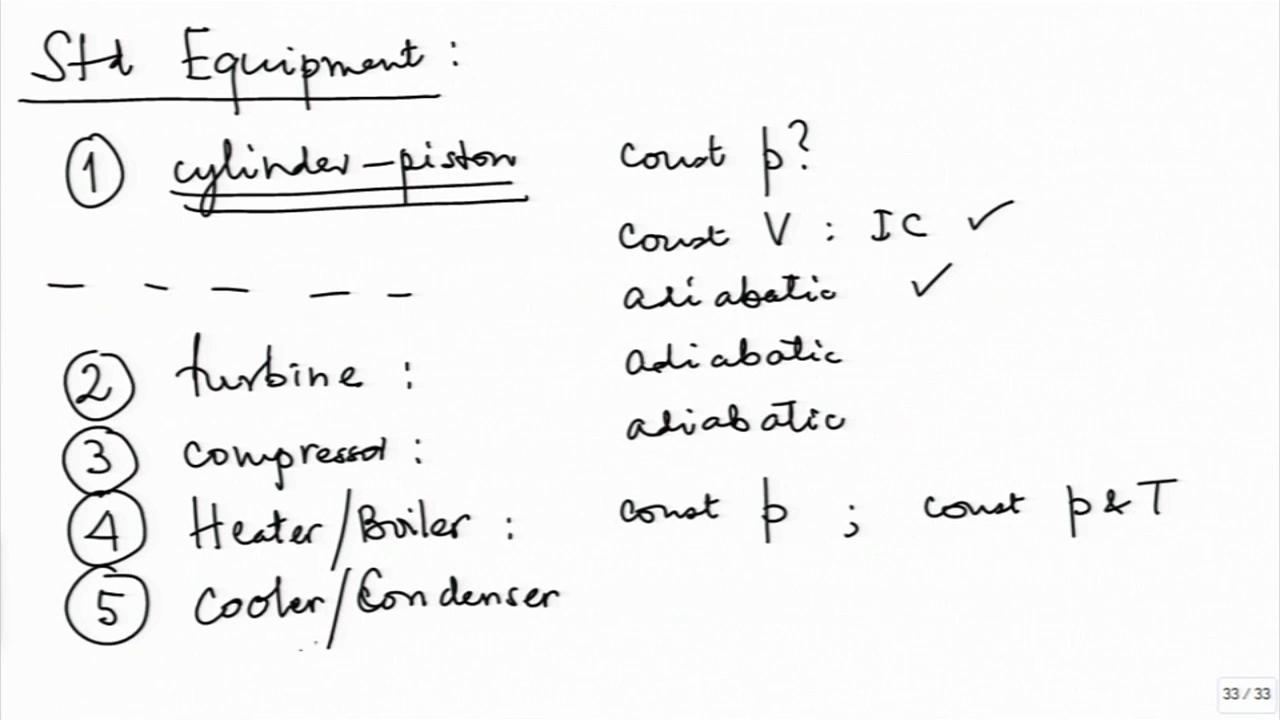 Std Equipment :
① cylinder-piston const p?
const V : IC ✓
adiabatic ✓
② turbine : adiabatic
③ compressor : adiabatic
④ Heater/Boiler : const p ; const p & T
⑤ Cooler/Condenser
33 / 33